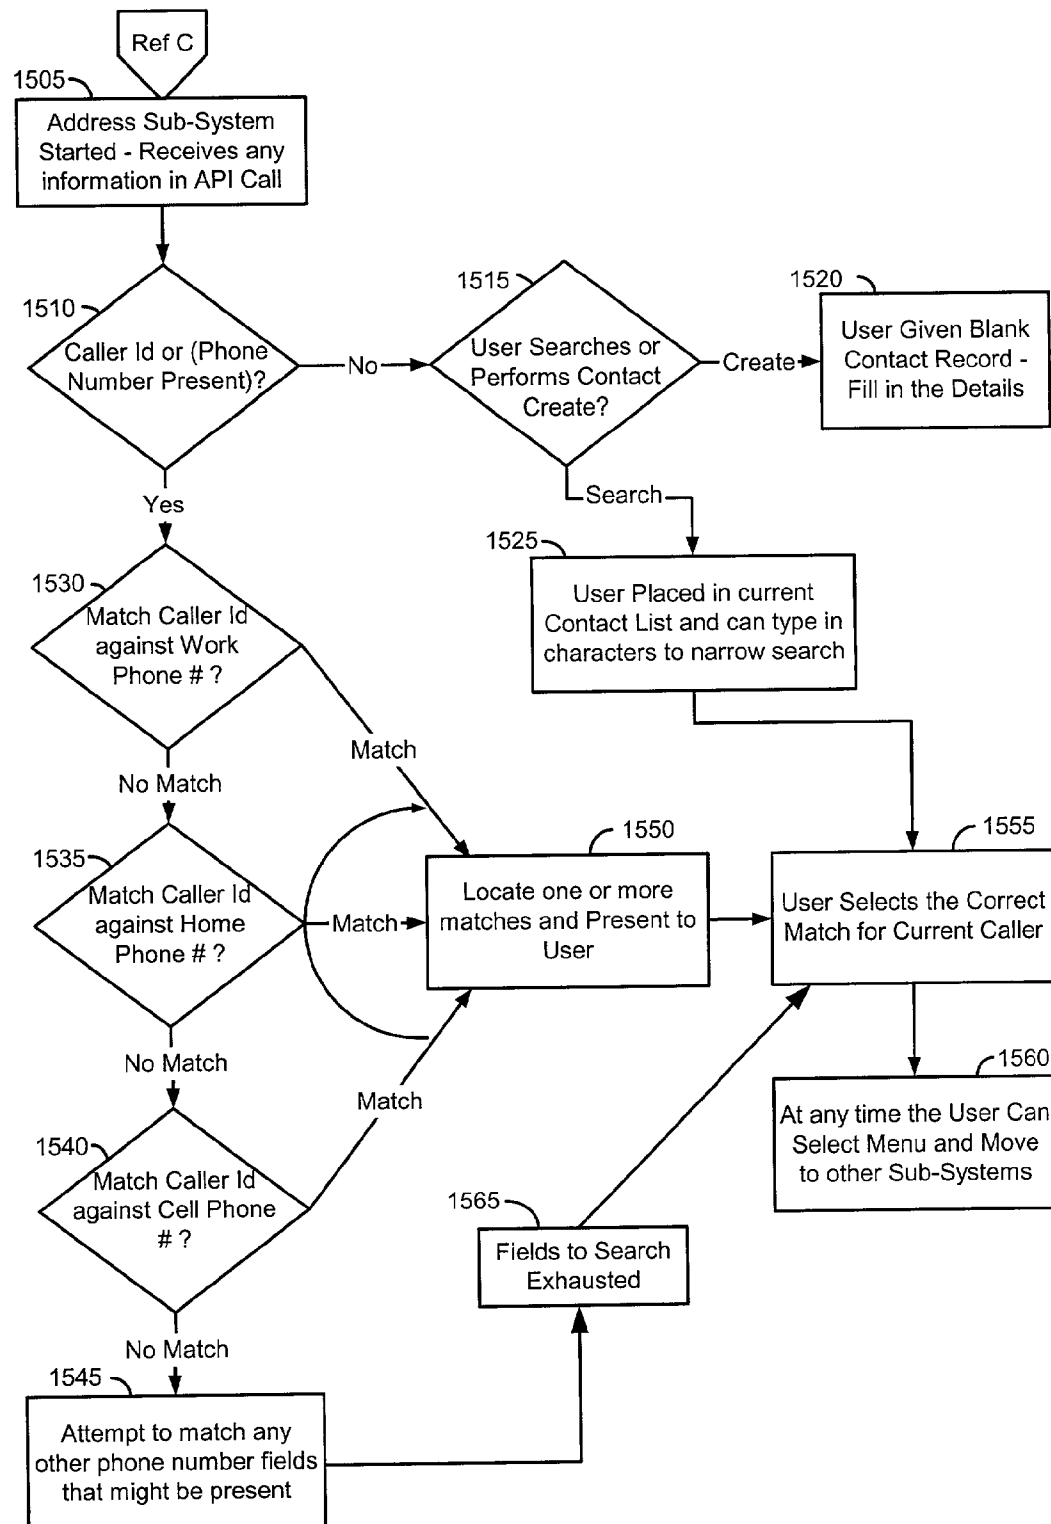 Ref C
1505
Address Sub-System
Started - Receives any
information in API Call
1510
Caller Id or (Phone
Number Present)?
No
1515
User Searches or
Performs Contact
Create?
Create
1520
User Given Blank
Contact Record -
Fill in the Details
Yes
Search
1525
User Placed in current
Contact List and can type in
characters to narrow search
1530
Match Caller Id
against Work
Phone # ?
Match
No Match
1535
Match Caller Id
against Home
Phone # ?
Match
1550
Locate one or more
matches and Present to
User
1555
User Selects the Correct
Match for Current Caller
No Match
Match
1560
At any time the User Can
Select Menu and Move
to other Sub-Systems
1540
Match Caller Id
against Cell Phone
# ?
1565
Fields to Search
Exhausted
No Match
1545
Attempt to match any
other phone number fields
that might be present